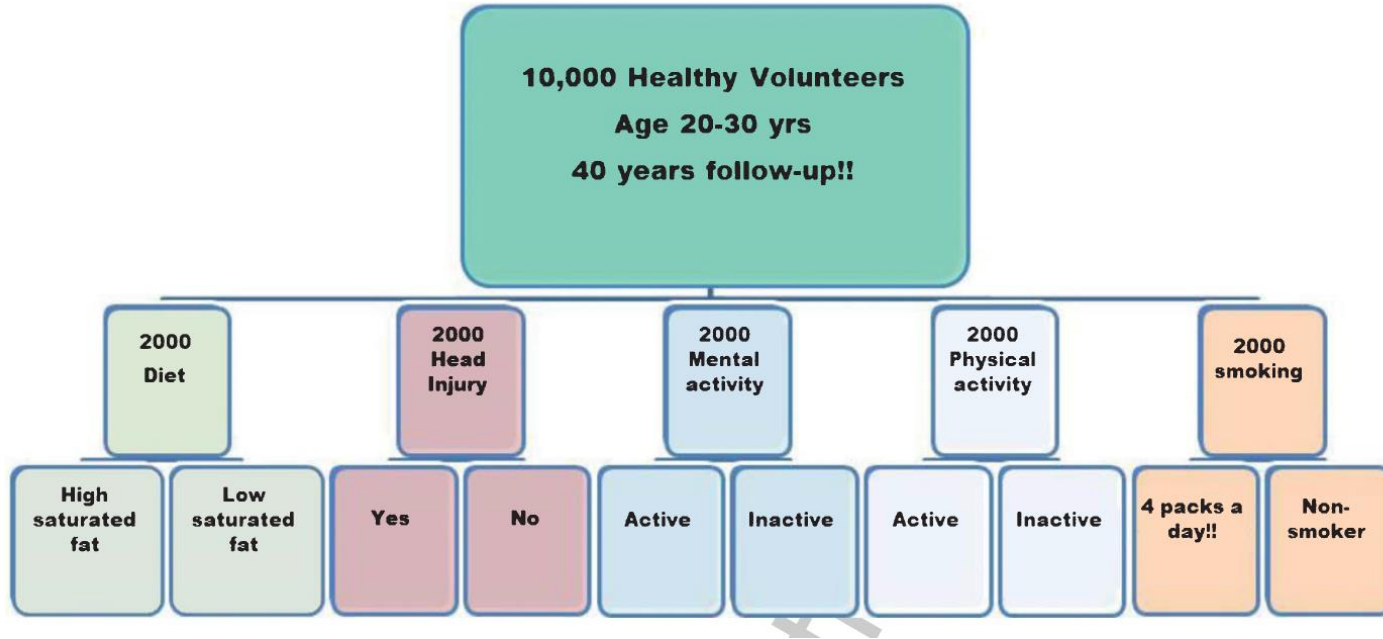 10,000 Healthy Volunteers
Age 20-30 yrs
40 years follow-up!!
2000
Diet
2000
Head
Injury
2000
Mental
activity
2000
Physical
activity
2000
smoking
High
saturated
fat
Low
saturated
fat
Yes
No
Active
Inactive
Active
Inactive
4 packs a
day!!
Non-
smoker